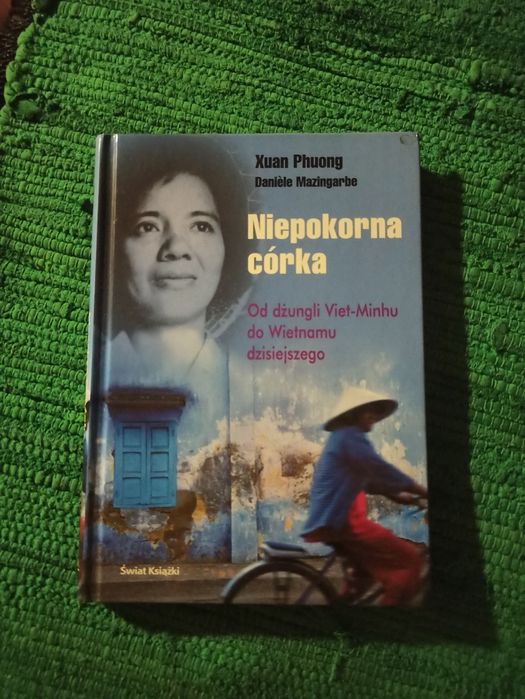 Xuan Phuong
Danièle Mazingarbe
Niepokorna
córka
Od dżungli Viet-Minhu
do Wietnamu
dzisiejszego
Świat Książki